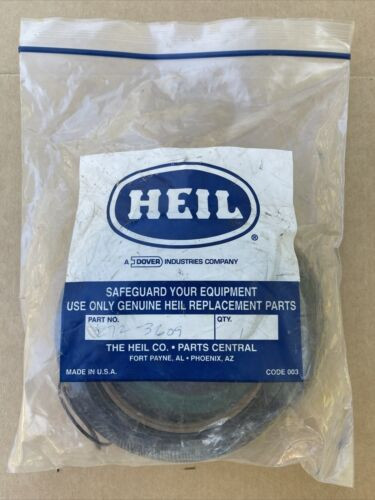 HEIL
®
A DOVER INDUSTRIES COMPANY
SAFEGUARD YOUR EQUIPMENT
USE ONLY GENUINE HEIL REPLACEMENT PARTS
PART NO. QTY.
1
THE HEIL CO. • PARTS CENTRAL
FORT PAYNE, AL • PHOENIX, AZ
MADE IN U.S.A. CODE 003